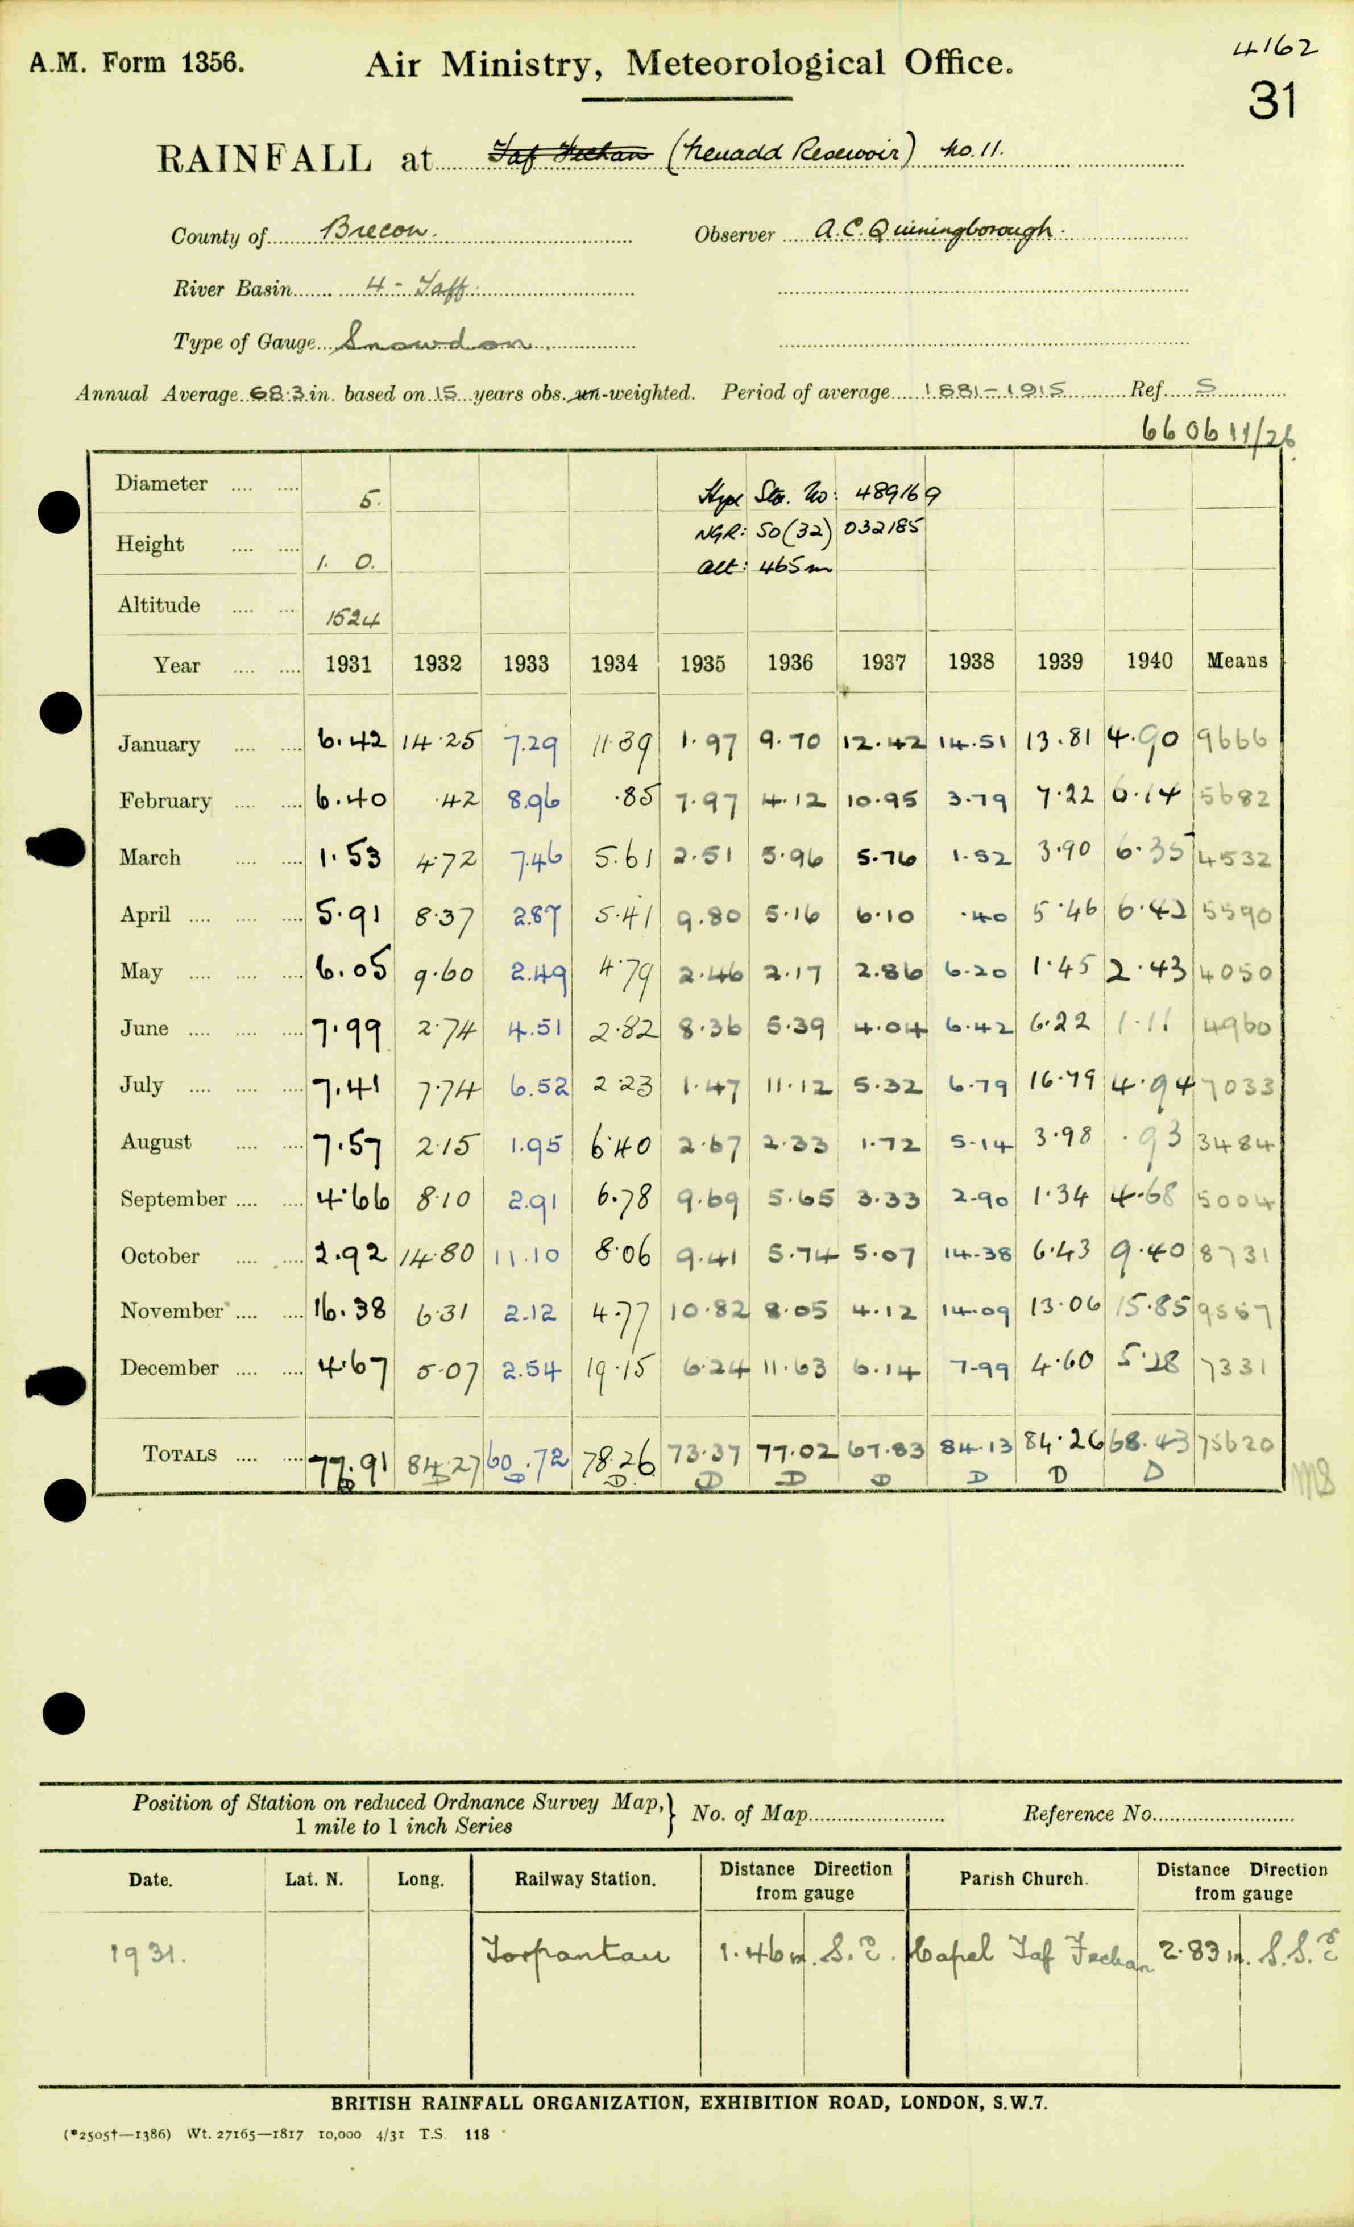 4162
A.M. Form 1356. Air Ministry, Meteorological Office.
31
RAINFALL at Taf Fechan (Neuadd Reservoir) No. 11.
County of Brecon. Observer A.C. Quiningborough.
River Basin 4 - Taff
Type of Gauge Snowdon.
Annual Average 68.3 in. based on 15 years obs. un-weighted. Period of average 1881-1915 Ref. S
660611/26
Diameter .... .... 5. Hyd Sta. No: 489169
NGR: SO(32) 032185
Height .... .... 1. 0. alt: 465m
Altitude .... .... 1524
Year .... .... 1931 1932 1933 1934 1935 1936 1937 1938 1939 1940 Means
January .... .... 6.42 14.25 7.29 11.39 1.97 9.70 12.42 14.51 13.81 4.90 9666
February .... .... 6.40 .42 8.96 .85 7.97 4.12 10.95 3.79 7.22 6.14 5682
March .... .... 1.53 4.72 7.46 5.61 2.51 5.96 5.76 1.52 3.90 6.35 4532
April .... .... .... 5.91 8.37 2.87 5.41 9.80 5.16 6.10 .40 5.46 6.42 5590
May .... .... .... 6.05 9.60 2.49 4.79 2.46 2.17 2.86 6.20 1.45 2.43 4050
June .... .... .... 7.99 2.74 4.51 2.82 8.36 5.39 4.04 6.42 6.22 1.11 4960
July .... .... .... 7.41 7.74 6.52 2.23 1.47 11.12 5.32 6.79 16.79 4.94 7033
August .... .... 7.57 2.15 1.95 6.40 2.67 2.33 1.72 5.14 3.98 .93 3484
September .... .... 4.66 8.10 2.91 6.78 9.69 5.65 3.33 2.90 1.34 4.68 5004
October .... .... 2.92 14.80 11.10 8.06 9.41 5.74 5.07 14.38 6.43 9.40 8731
November .... .... 16.38 6.31 2.12 4.77 10.82 8.05 4.12 14.09 13.06 15.85 9557
December .... .... 4.67 5.07 2.54 19.15 6.24 11.63 6.14 7.99 4.60 5.28 7331
TOTALS .... .... 77.91 84.27 60.72 78.26 73.37 77.02 67.83 84.13 84.26 68.43 75620
D D D D D D D D D D
MS
Position of Station on reduced Ordnance Survey Map, } No. of Map Reference No.
1 mile to 1 inch Series
Date. Lat. N. Long. Railway Station. Distance Direction from gauge Parish Church. Distance Direction from gauge
1931. Torpantau 1.46 m. S.E. Capel Taf Fechan 2.83 m. S.S.E
BRITISH RAINFALL ORGANIZATION, EXHIBITION ROAD, LONDON, S.W.7.
(*2505†—1386) Wt. 27165—1817 10,000 4/31 T.S. 118